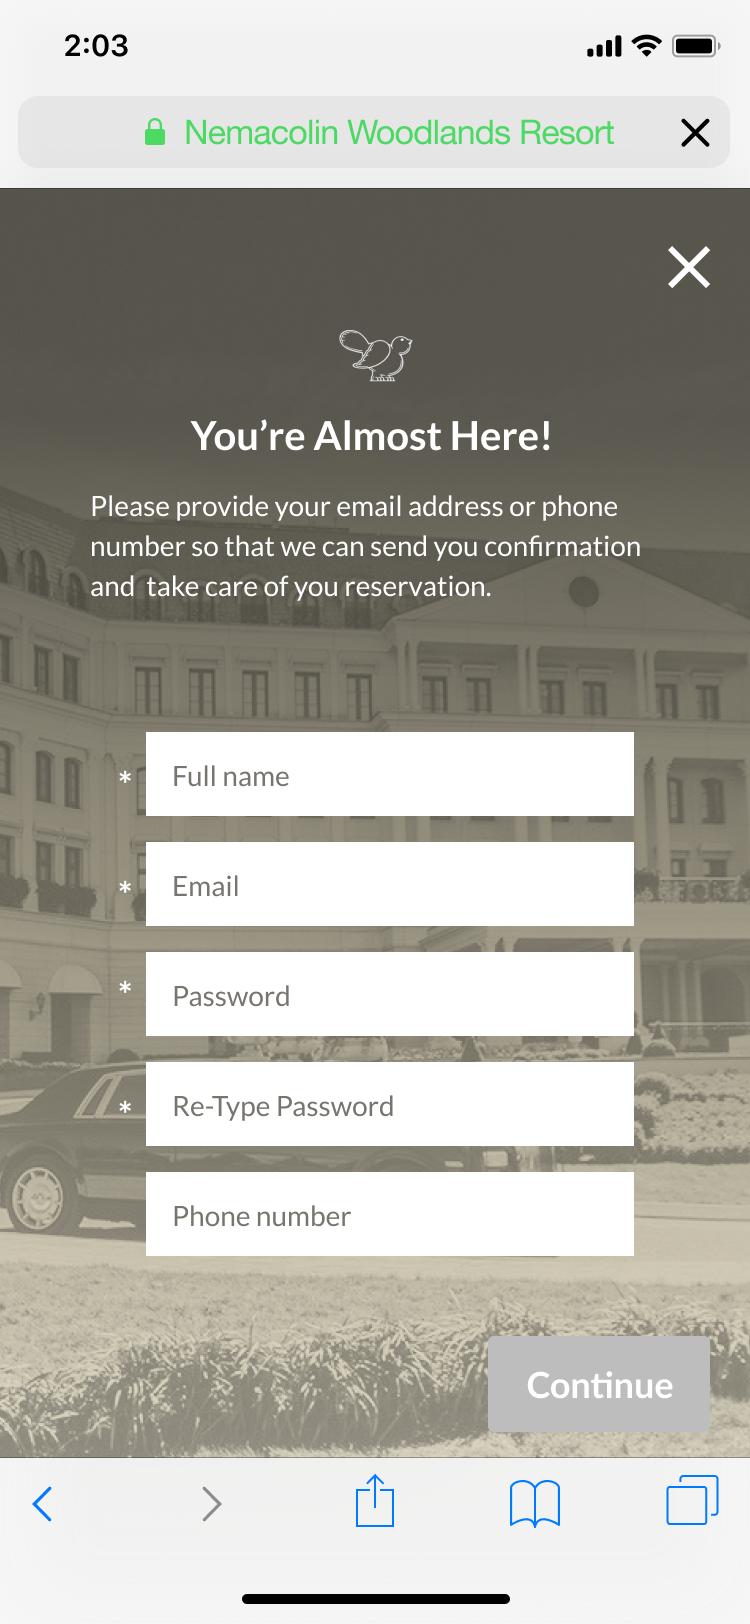 2:03
Nemacolin Woodlands Resort
You’re Almost Here!
Please provide your email address or phone
number so that we can send you confirmation
and  take care of you reservation.
* Full name
* Email
* Password
* Re-Type Password
Phone number
Continue